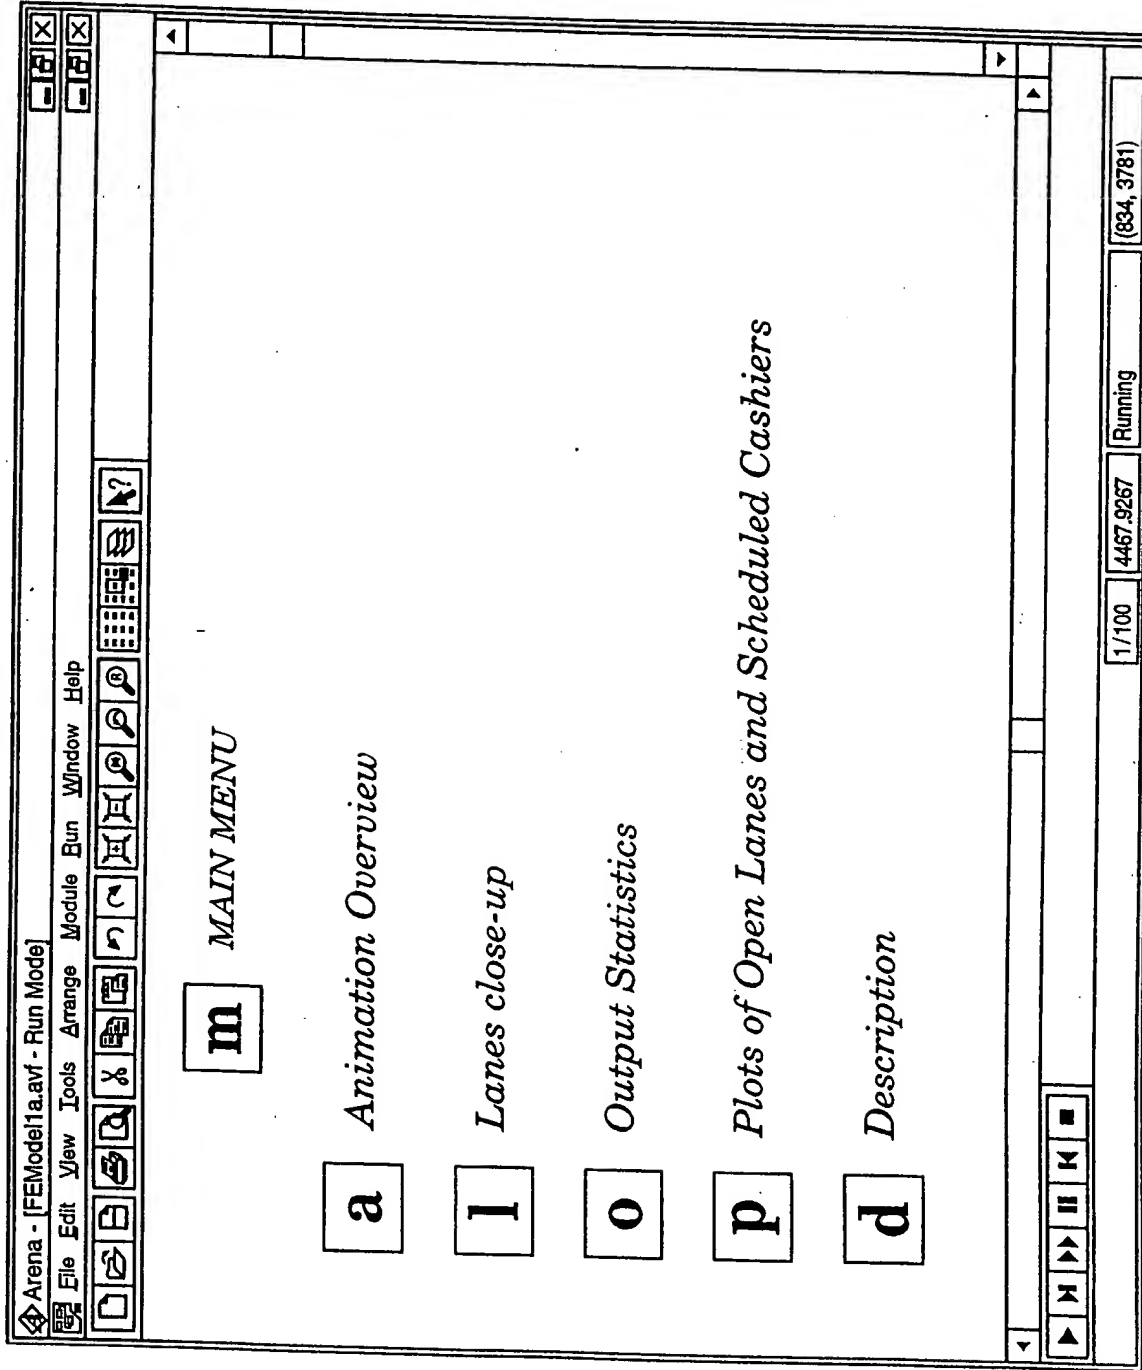 Arena - [FEModel1a.avf - Run Mode]
File Edit View Tools Arrange Module Run Window Help
m MAIN MENU
a Animation Overview
l Lanes close-up
o Output Statistics
p Plots of Open Lanes and Scheduled Cashiers
d Description
1/100 4467.9267 Running (834, 3781)